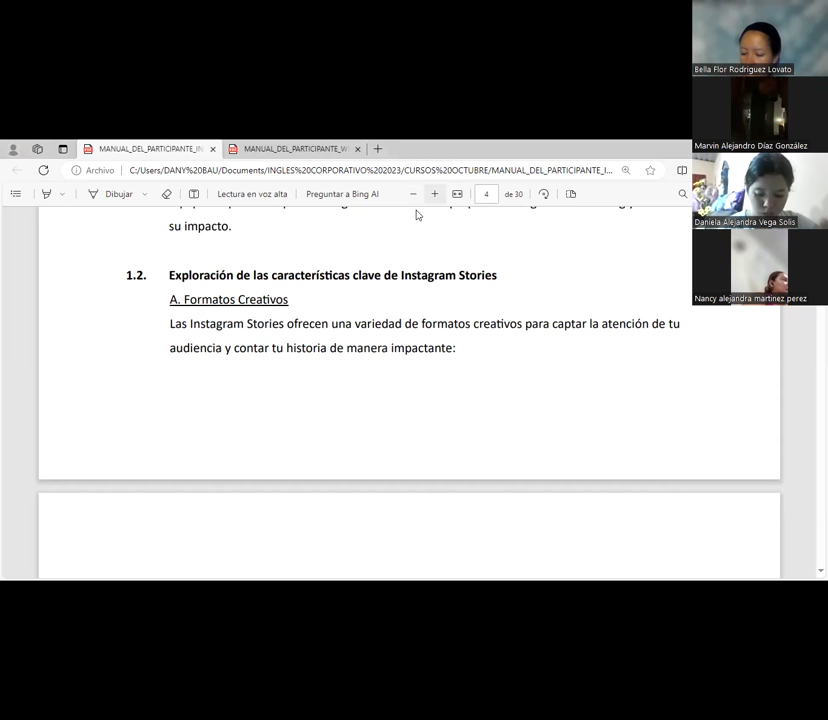 Bella Flor Rodriguez Lovato
Marvin Alejandro Díaz González
MANUAL_DEL_PARTICIPANTE_IN
MANUAL_DEL_PARTICIPANTE_W
Archivo
C:/Users/DANY%20BAU/Documents/INGLES%20CORPORATIVO%202023/CURSOS%20OCTUBRE/MANUAL_DEL_PARTICIPANTE_I...
Dibujar
Lectura en voz alta
Preguntar a Bing AI
4
de 30
Daniela Alejandra Vega Solis
su impacto.
1.2. Exploración de las características clave de Instagram Stories
Nancy alejandra martinez perez
A. Formatos Creativos
Las Instagram Stories ofrecen una variedad de formatos creativos para captar la atención de tu
audiencia y contar tu historia de manera impactante: